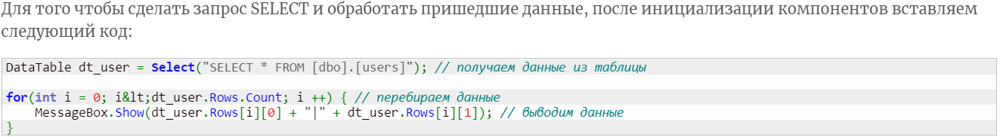 Для того чтобы сделать запрос SELECT и обработать пришедшие данные, после инициализации компонентов вставляем
следующий код:
DataTable dt_user = Select("SELECT * FROM [dbo].[users]"); // получаем данные из таблицы
for(int i = 0; i&lt;dt_user.Rows.Count; i ++) { // перебираем данные
    MessageBox.Show(dt_user.Rows[i][0] + "|" + dt_user.Rows[i][1]); // выводим данные
}